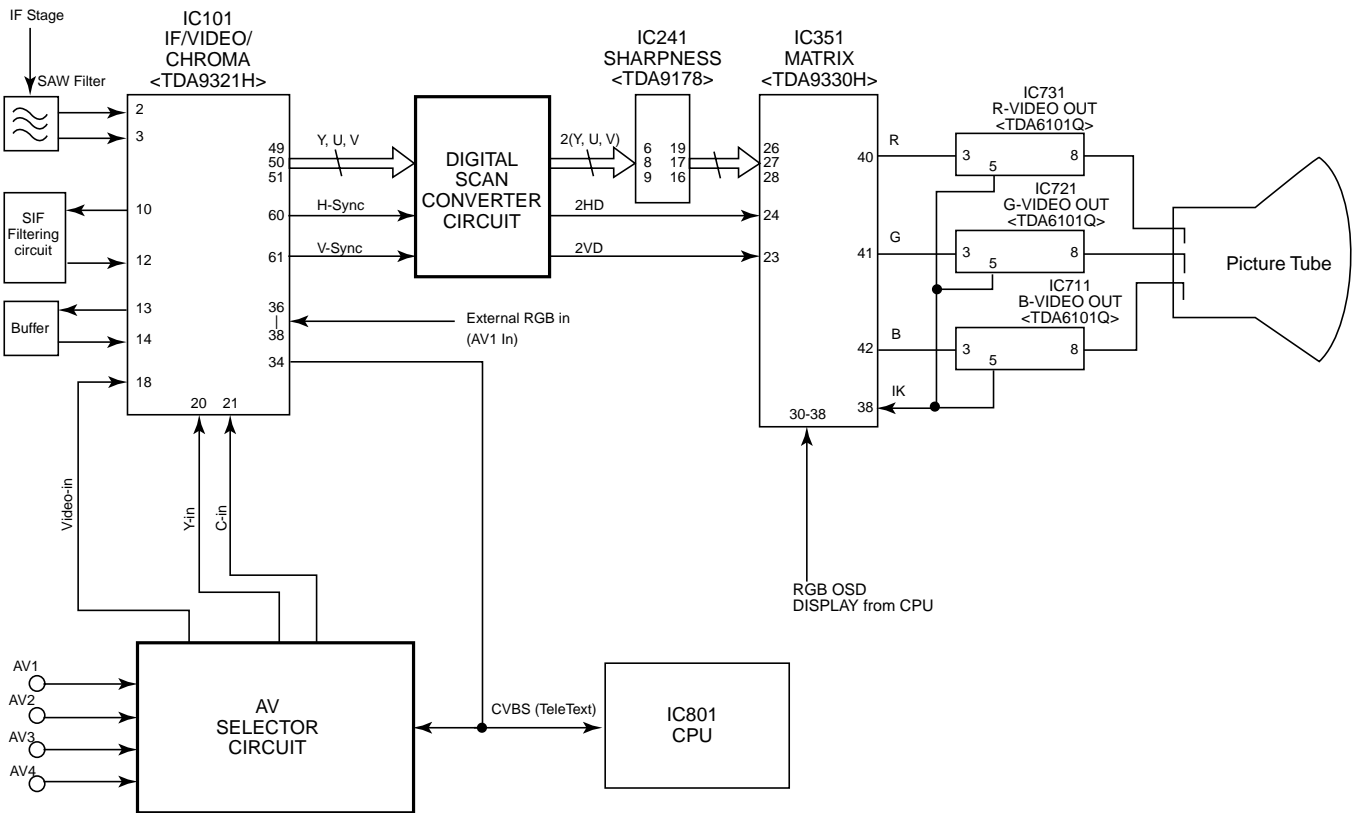 IF Stage
SAW Filter
IC101
IF/VIDEO/
CHROMA
<TDA9321H>
2
3
10
12
13
14
18
20 21
49
50
51
60
61
36
|
38
34
SIF
Filtering
circuit
Buffer
Y, U, V
H-Sync
V-Sync
External RGB in
(AV1 In)
DIGITAL
SCAN
CONVERTER
CIRCUIT
2(Y, U, V)
2HD
2VD
IC241
SHARPNESS
<TDA9178>
6 19
8 17
9 16
IC351
MATRIX
<TDA9330H>
26
27
28
24
23
40
41
42
38
30-38
R
G
B
IK
IC731
R-VIDEO OUT
<TDA6101Q>
3 5 8
IC721
G-VIDEO OUT
<TDA6101Q>
3 5 8
IC711
B-VIDEO OUT
<TDA6101Q>
3 5 8
Picture Tube
RGB OSD
DISPLAY from CPU
Video-in
Y-in
C-in
AV1
AV2
AV3
AV4
AV
SELECTOR
CIRCUIT
CVBS (TeleText)
IC801
CPU